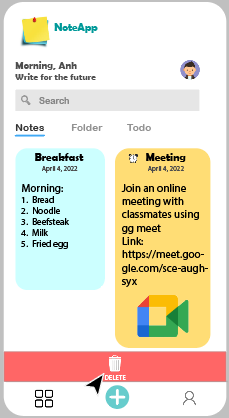 NoteApp
Morning, Anh
Write for the future
Search
Notes Folder Todo
Breakfast
April 4, 2022
Morning:
1. Bread
2. Noodle
3. Beefsteak
4. Milk
5. Fried egg
Meeting
April 4, 2022
Join an online
meeting with
classmates using
gg meet
Link:
https://meet.goo-
gle.com/sce-augh-
syx
DELETE